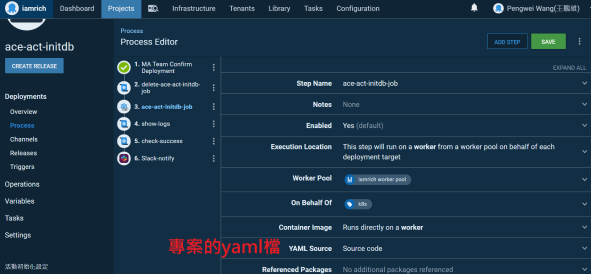 iamrich
Dashboard
Projects
Infrastructure
Tenants
Library
Tasks
Configuration
Pengwei Wang(王鵬維)
ace-act-initdb
CREATE RELEASE
Deployments
Overview
Process
Channels
Releases
Triggers
Operations
Variables
Tasks
Settings
活動初始化設定
Process
Process Editor
ADD STEP
SAVE
1. MA Team Confirm
Deployment
2. delete-ace-act-initdb-
job
3. ace-act-initdb-job
4. show-logs
5. check-success
6. Slack-notify
EXPAND ALL
Step Name
ace-act-initdb-job
Notes
None
Enabled
Yes (default)
Execution Location
This step will run on a worker from a worker pool on behalf of each
deployment target
Worker Pool
iamrich worker pool
On Behalf Of
k8s
Container Image
Runs directly on a worker
專案的yaml檔
YAML Source
Source code
Referenced Packages
No additional packages referenced